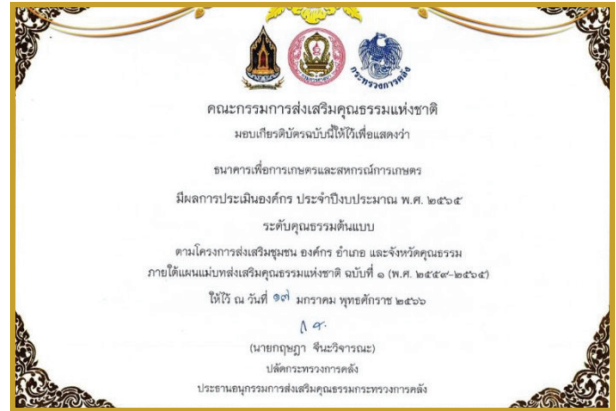 กระทรวงการคลัง
คณะกรรมการส่งเสริมคุณธรรมแห่งชาติ
มอบเกียรติบัตรฉบับนี้ให้ไว้เพื่อแสดงว่า
ธนาคารเพื่อการเกษตรและสหกรณ์การเกษตร
มีผลการประเมินองค์กร ประจำปีงบประมาณ พ.ศ. ๒๕๖๕
ระดับคุณธรรมต้นแบบ
ตามโครงการส่งเสริมชุมชน องค์กร อำเภอ และจังหวัดคุณธรรม
ภายใต้แผนแม่บทส่งเสริมคุณธรรมแห่งชาติ ฉบับที่ ๑ (พ.ศ. ๒๕๕๙-๒๕๖๕)
ให้ไว้ ณ วันที่ ๑๗ มกราคม พุทธศักราช ๒๕๖๖
(นายกฤษฎา จีนะวิจารณะ)
ปลัดกระทรวงการคลัง
ประธานอนุกรรมการส่งเสริมคุณธรรมกระทรวงการคลัง